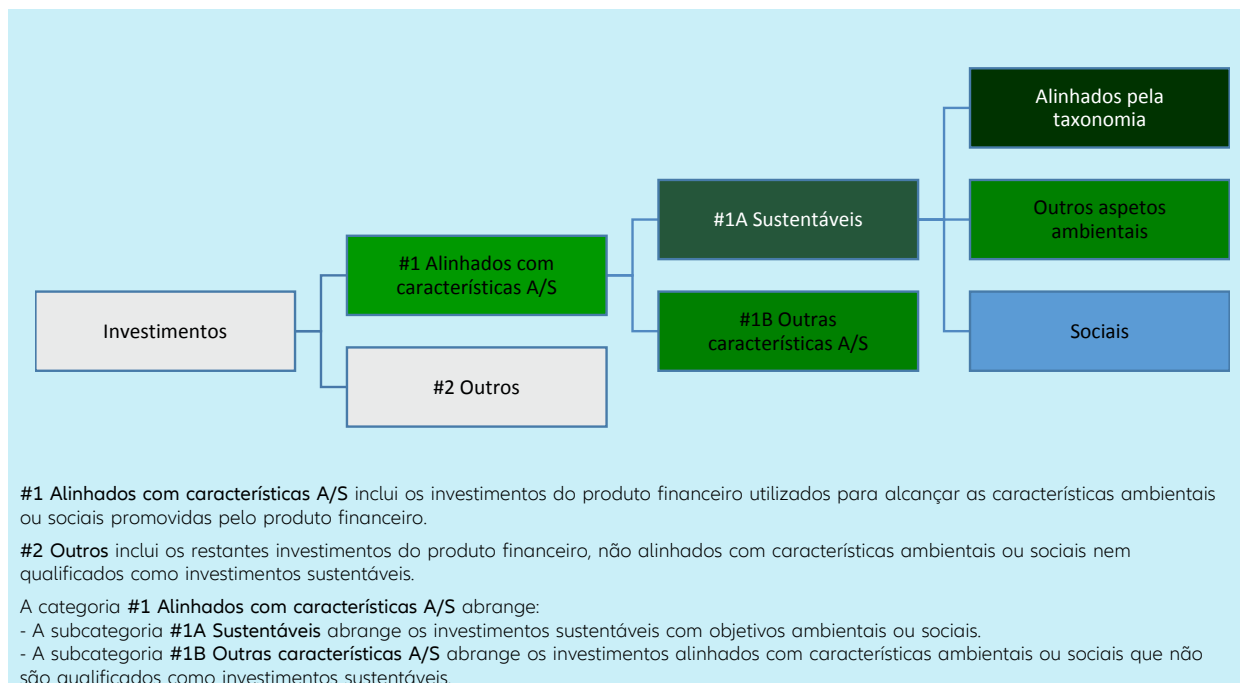 Alinhados pela
taxonomia
#1A Sustentáveis
Outros aspetos
ambientais
#1 Alinhados com
características A/S
Investimentos
#1B Outras
características A/S
Sociais
#2 Outros
#1 Alinhados com características A/S inclui os investimentos do produto financeiro utilizados para alcançar as características ambientais
ou sociais promovidas pelo produto financeiro.
#2 Outros inclui os restantes investimentos do produto financeiro, não alinhados com características ambientais ou sociais nem
qualificados como investimentos sustentáveis.
A categoria #1 Alinhados com características A/S abrange:
- A subcategoria #1A Sustentáveis abrange os investimentos sustentáveis com objetivos ambientais ou sociais.
- A subcategoria #1B Outras características A/S abrange os investimentos alinhados com características ambientais ou sociais que não
são qualificados como investimentos sustentáveis.